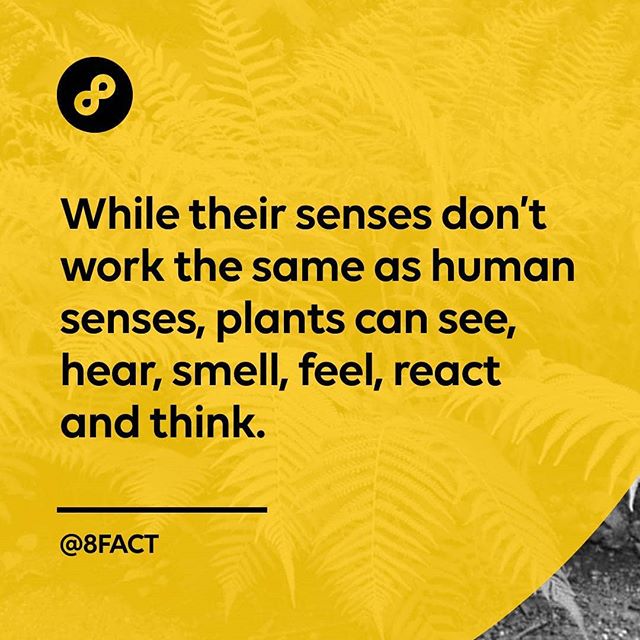 While their senses don't
work the same as human
senses, plants can see,
hear, smell, feel, react
and think.
@8FACT